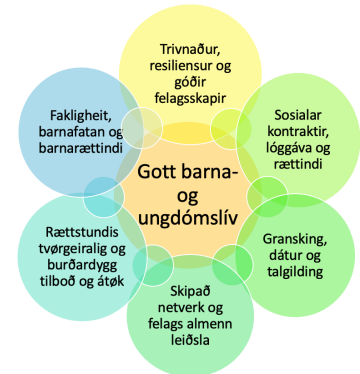 Trivnaður,
resiliensur og
góðir
felagsskapir
Sosialar
kontraktir,
lóggáva og
rættindi
Gransking,
dátur og
talgilding
Skipað
netverk og
felags almenn
leiðsla
Rættstundis
tvørgeiralig og
burðardygg
tilboð og átøk
Fakligheit,
barnafatan og
barnarættindi
Gott barna-
og
ungdómslív